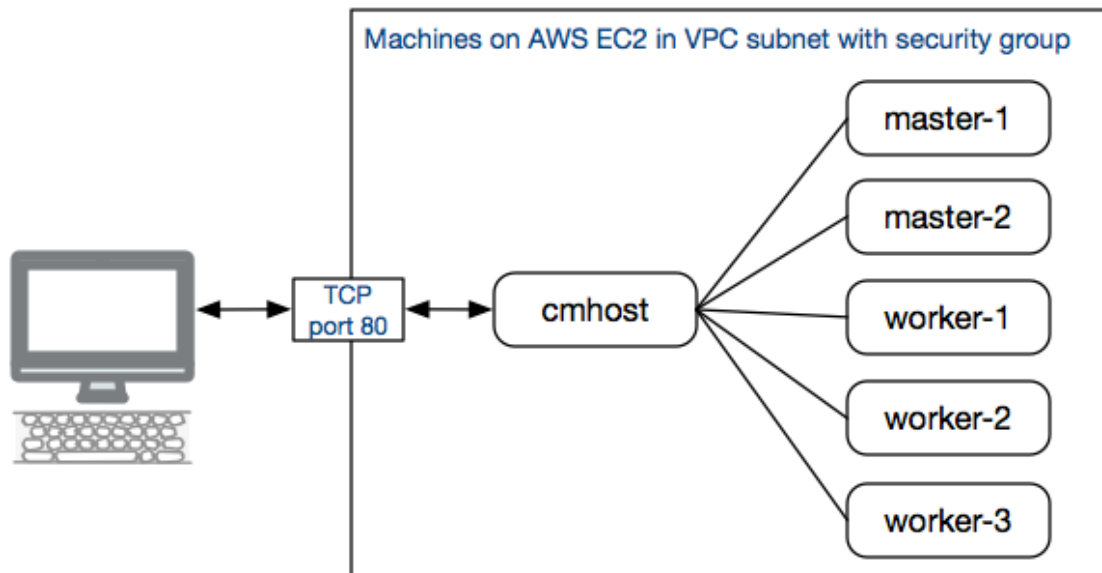 Machines on AWS EC2 in VPC subnet with security group
master-1
master-2
TCP
port 80
cmhost
worker-1
worker-2
worker-3